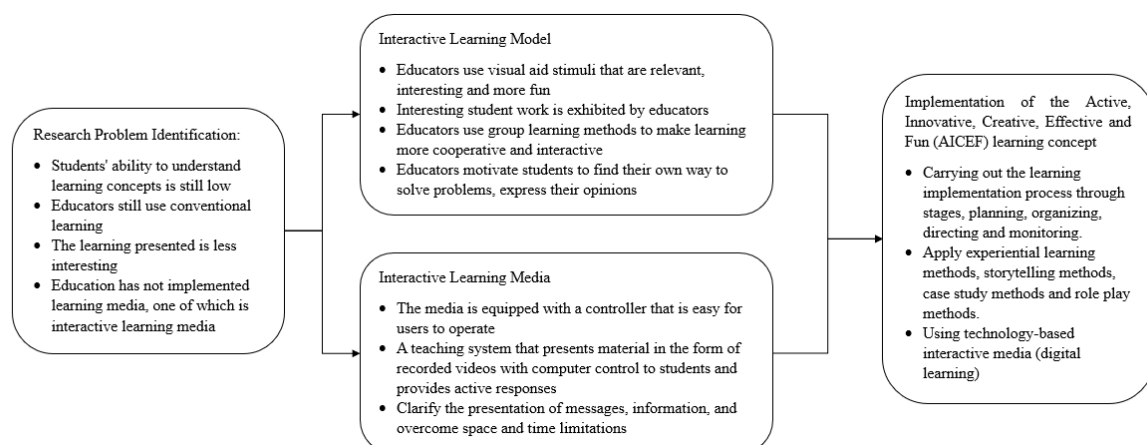 Research Problem Identification:
• Students' ability to understand
learning concepts is still low
• Educators still use conventional
learning
• The learning presented is less
interesting
• Education has not implemented
learning media, one of which is
interactive learning media
Interactive Learning Model
• Educators use visual aid stimuli that are relevant,
interesting and more fun
• Interesting student work is exhibited by educators
• Educators use group learning methods to make learning
more cooperative and interactive
• Educators motivate students to find their own way to
solve problems, express their opinions
Interactive Learning Media
• The media is equipped with a controller that is easy for
users to operate
• A teaching system that presents material in the form of
recorded videos with computer control to students and
provides active responses
• Clarify the presentation of messages, information, and
overcome space and time limitations
Implementation of the Active,
Innovative, Creative, Effective and
Fun (AICEF) learning concept
• Carrying out the learning
implementation process through
stages, planning, organizing,
directing and monitoring.
• Apply experiential learning
methods, storytelling methods,
case study methods and role play
methods.
• Using technology-based
interactive media (digital
learning)